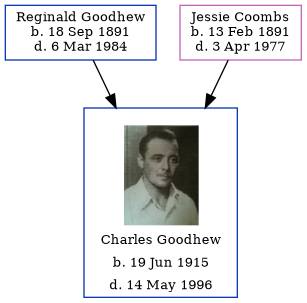 Reginald Goodhew
b. 18 Sep 1891
d. 6 Mar 1984
Jessie Coombs
b. 13 Feb 1891
d. 3 Apr 1977
Charles Goodhew
b. 19 Jun 1915
d. 14 May 1996